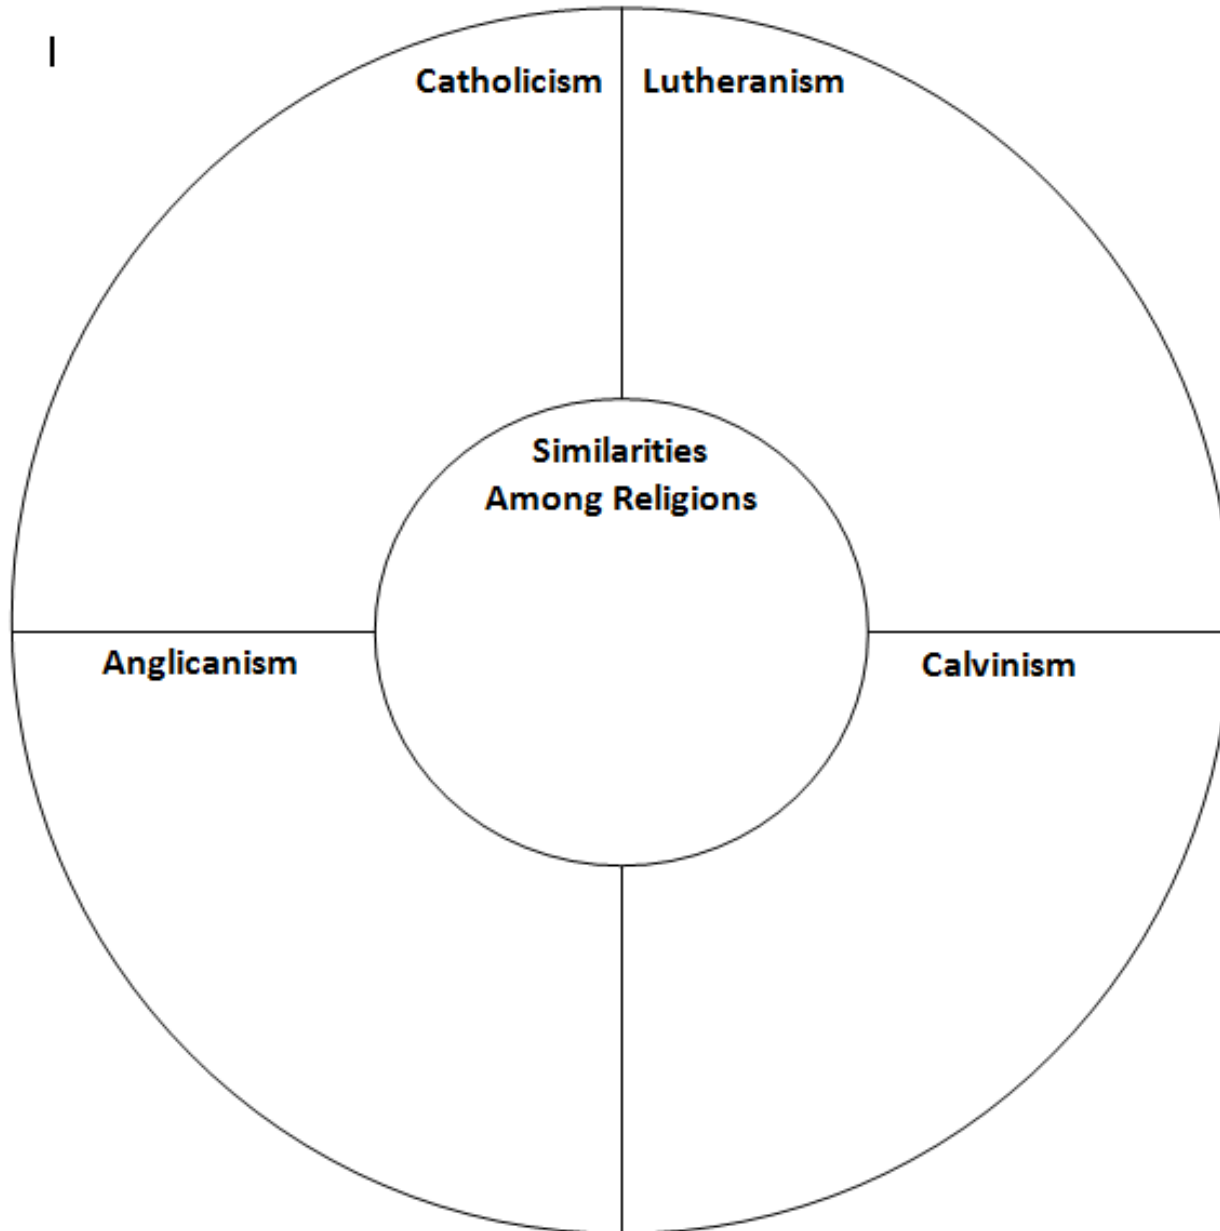 I
Catholicism
Lutheranism
Similarities
Among Religions
Anglicanism
Calvinism